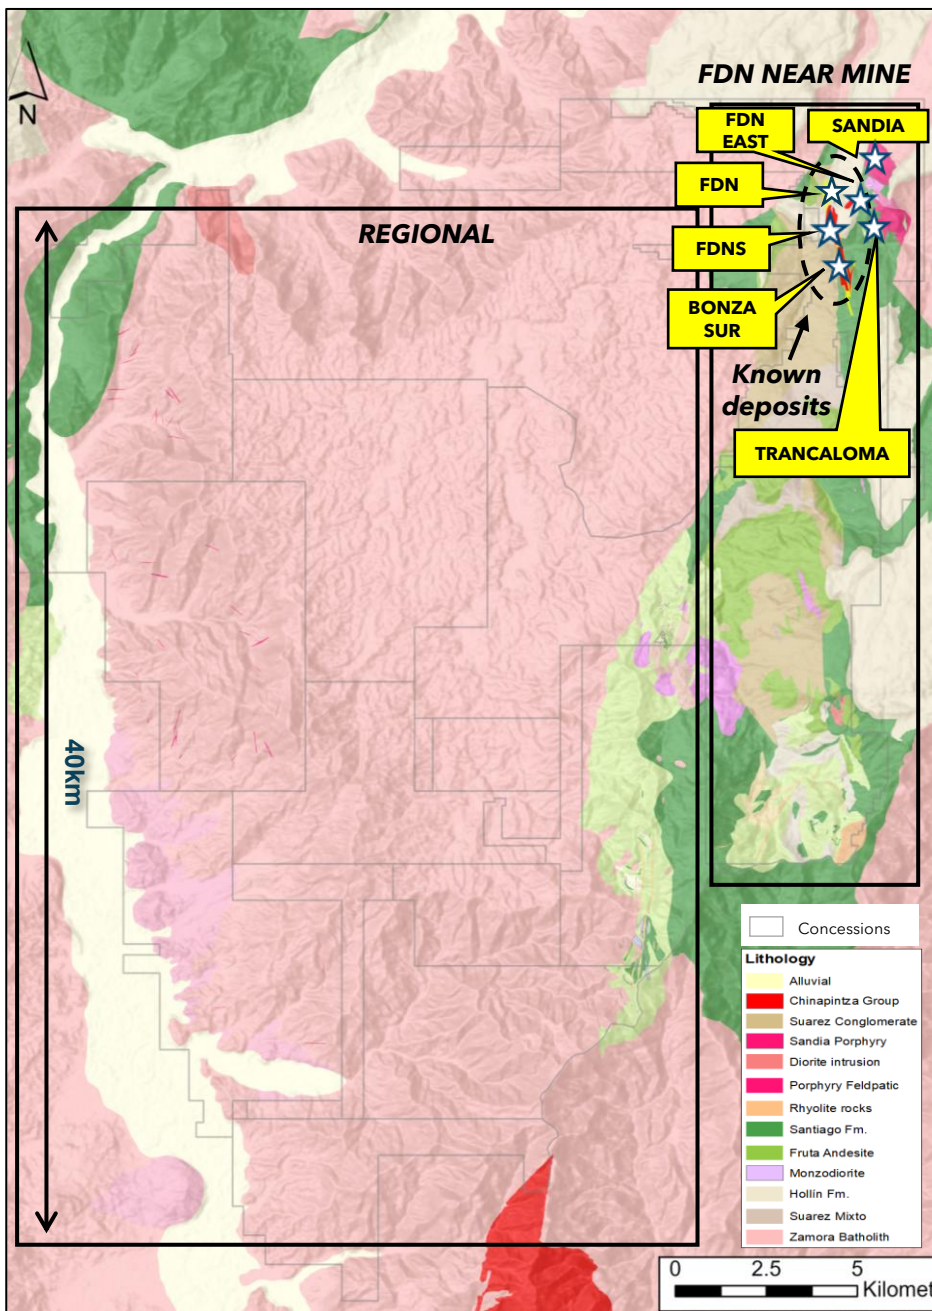 N
FDN NEAR MINE
FDN
EAST
SANDIA
FDN
REGIONAL
FDNS
BONZA
SUR
Known
deposits
TRANCALOMA
40km
Concessions
Lithology
Alluvial
Chinapintza Group
Suarez Conglomerate
Sandia Porphyry
Diorite intrusion
Porphyry Feldpatic
Rhyolite rocks
Santiago Fm.
Fruta Andesite
Monzodiorite
Hollín Fm.
Suarez Mixto
Zamora Batholith
0 2.5 5
Kilomet